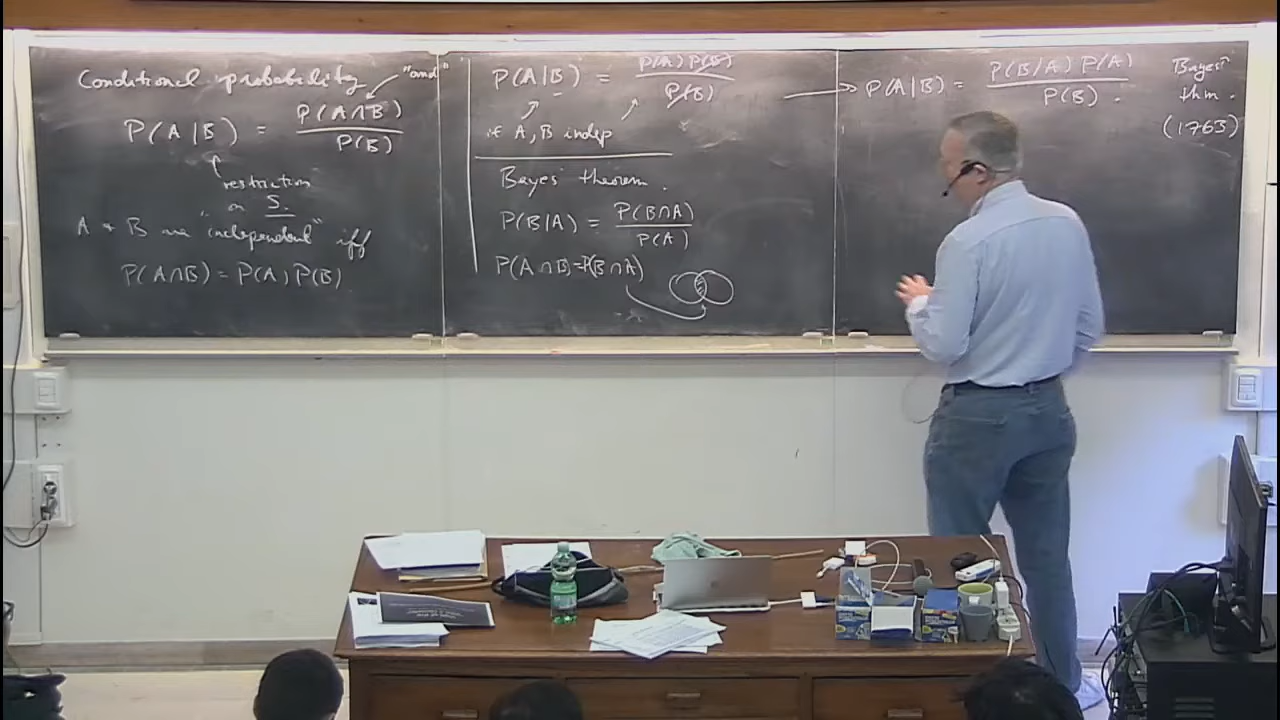 Conditional probability
"and"
P(A|B) = P(A∩B) / P(B)
restriction
on S.
A + B are "independent" iff
P(A∩B) = P(A) P(B)
P(A|B) = P(A) P(B) / P(B)
if A, B indep
Bayes' theorem.
P(B|A) = P(B∩A) / P(A)
P(A∩B) = P(B∩A)
P(A|B) = P(B|A) P(A) / P(B) .
Bayes'
thm.
(1763)